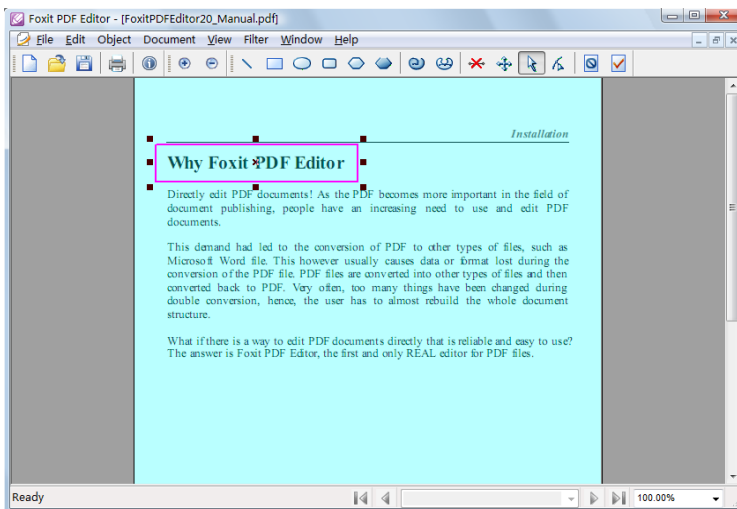 Foxit PDF Editor - [FoxitPDFEditor20_Manual.pdf]
File Edit Object Document View Filter Window Help
Installation
Why Foxit PDF Editor
Directly edit PDF documents! As the PDF becomes more important in the field of
document publishing, people have an increasing need to use and edit PDF
documents.
This demand had led to the conversion of PDF to other types of files, such as
Microsoft Word file. This however usually causes data or format lost during the
conversion of the PDF file. PDF files are converted into other types of files and then
converted back to PDF. Very often, too many things have been changed during
double conversion, hence, the user has to almost rebuild the whole document
structure.
What if there is a way to edit PDF documents directly that is reliable and easy to use?
The answer is Foxit PDF Editor, the first and only REAL editor for PDF files.
Ready
100.00%